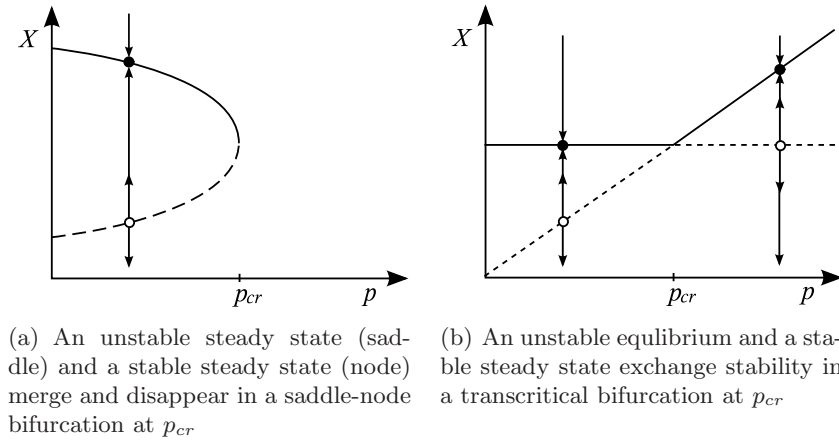 X
p_cr
p
X
p_cr
p
(a) An unstable steady state (sad-
dle) and a stable steady state (node)
merge and disappear in a saddle-node
bifurcation at p_cr
(b) An unstable equlibrium and a sta-
ble steady state exchange stability in
a transcritical bifurcation at p_cr